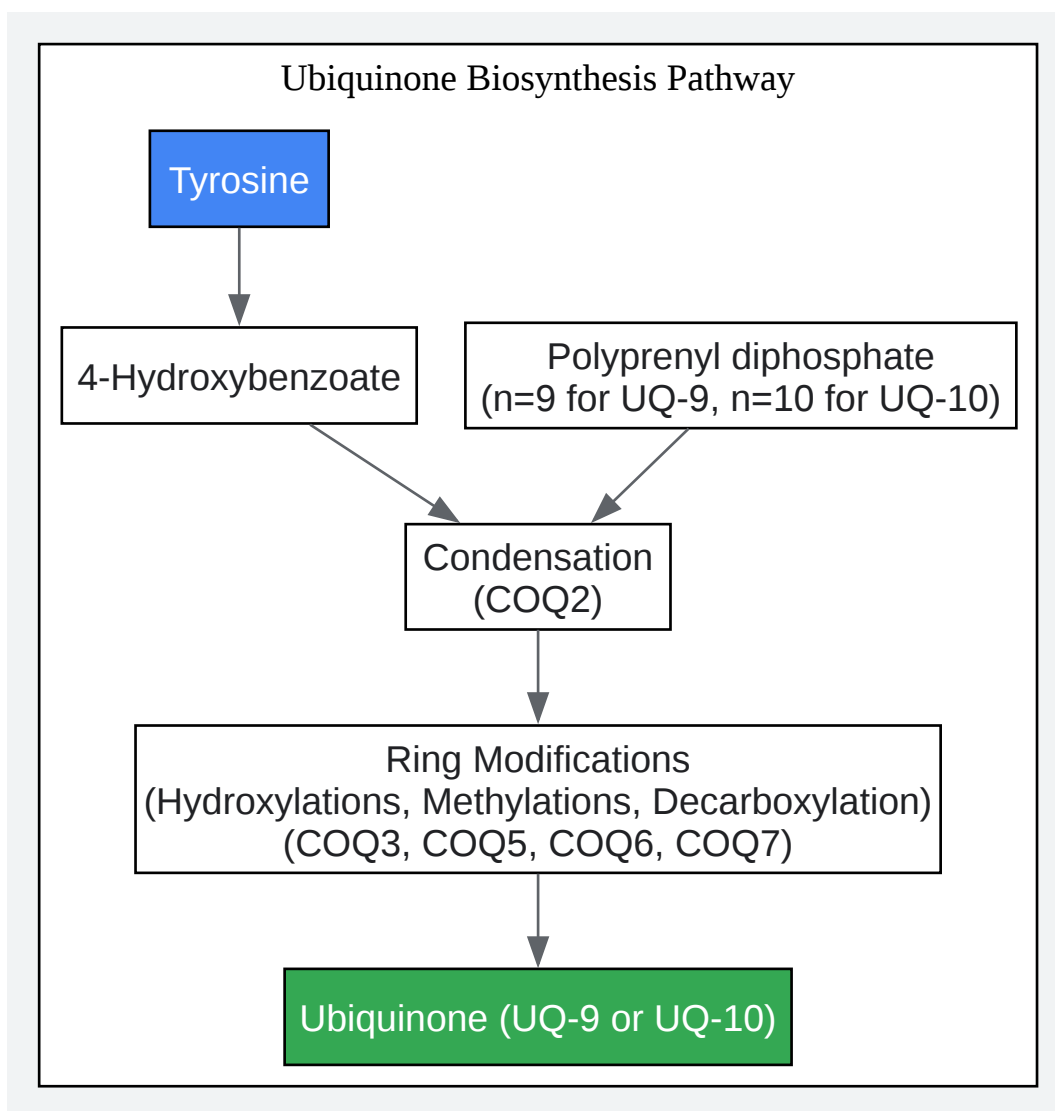 Ubiquinone Biosynthesis Pathway
Tyrosine
4-Hydroxybenzoate
Polyprenyl diphosphate
(n=9 for UQ-9, n=10 for UQ-10)
Condensation
(COQ2)
Ring Modifications
(Hydroxylations, Methylations, Decarboxylation)
(COQ3, COQ5, COQ6, COQ7)
Ubiquinone (UQ-9 or UQ-10)